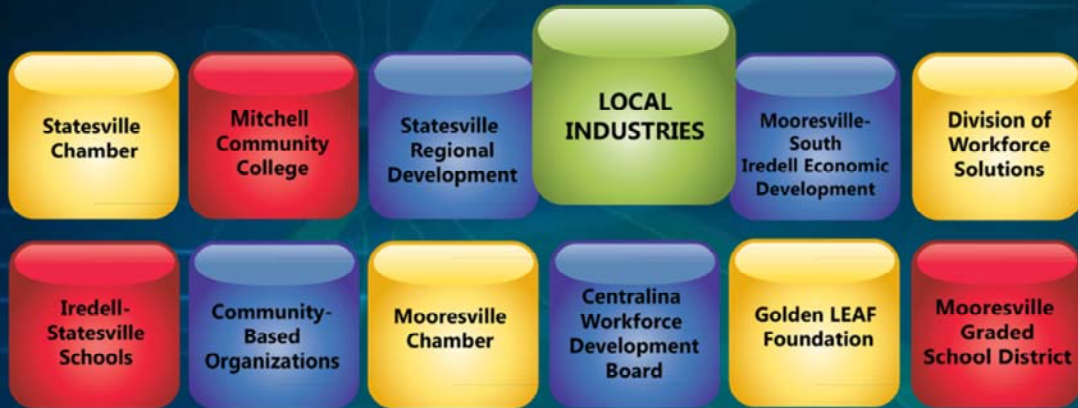 Statesville
Chamber
Mitchell
Community
College
Statesville
Regional
Development
LOCAL
INDUSTRIES
Mooresville-
South
Iredell Economic
Development
Division of
Workforce
Solutions
Iredell-
Statesville
Schools
Community-
Based
Organizations
Mooresville
Chamber
Centralina
Workforce
Development
Board
Golden LEAF
Foundation
Mooresville
Graded
School District